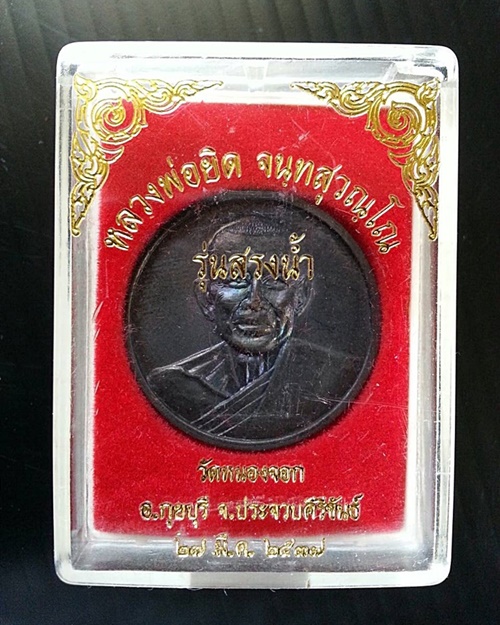 หลวงพ่อยิด จนฺทสุวณฺโณ
รุ่นสรงน้ำ
วัดหนองจอก
อ.กุยบุรี จ.ประจวบคีรีขันธ์
๒๗ มี.ค. ๒๕๓๗